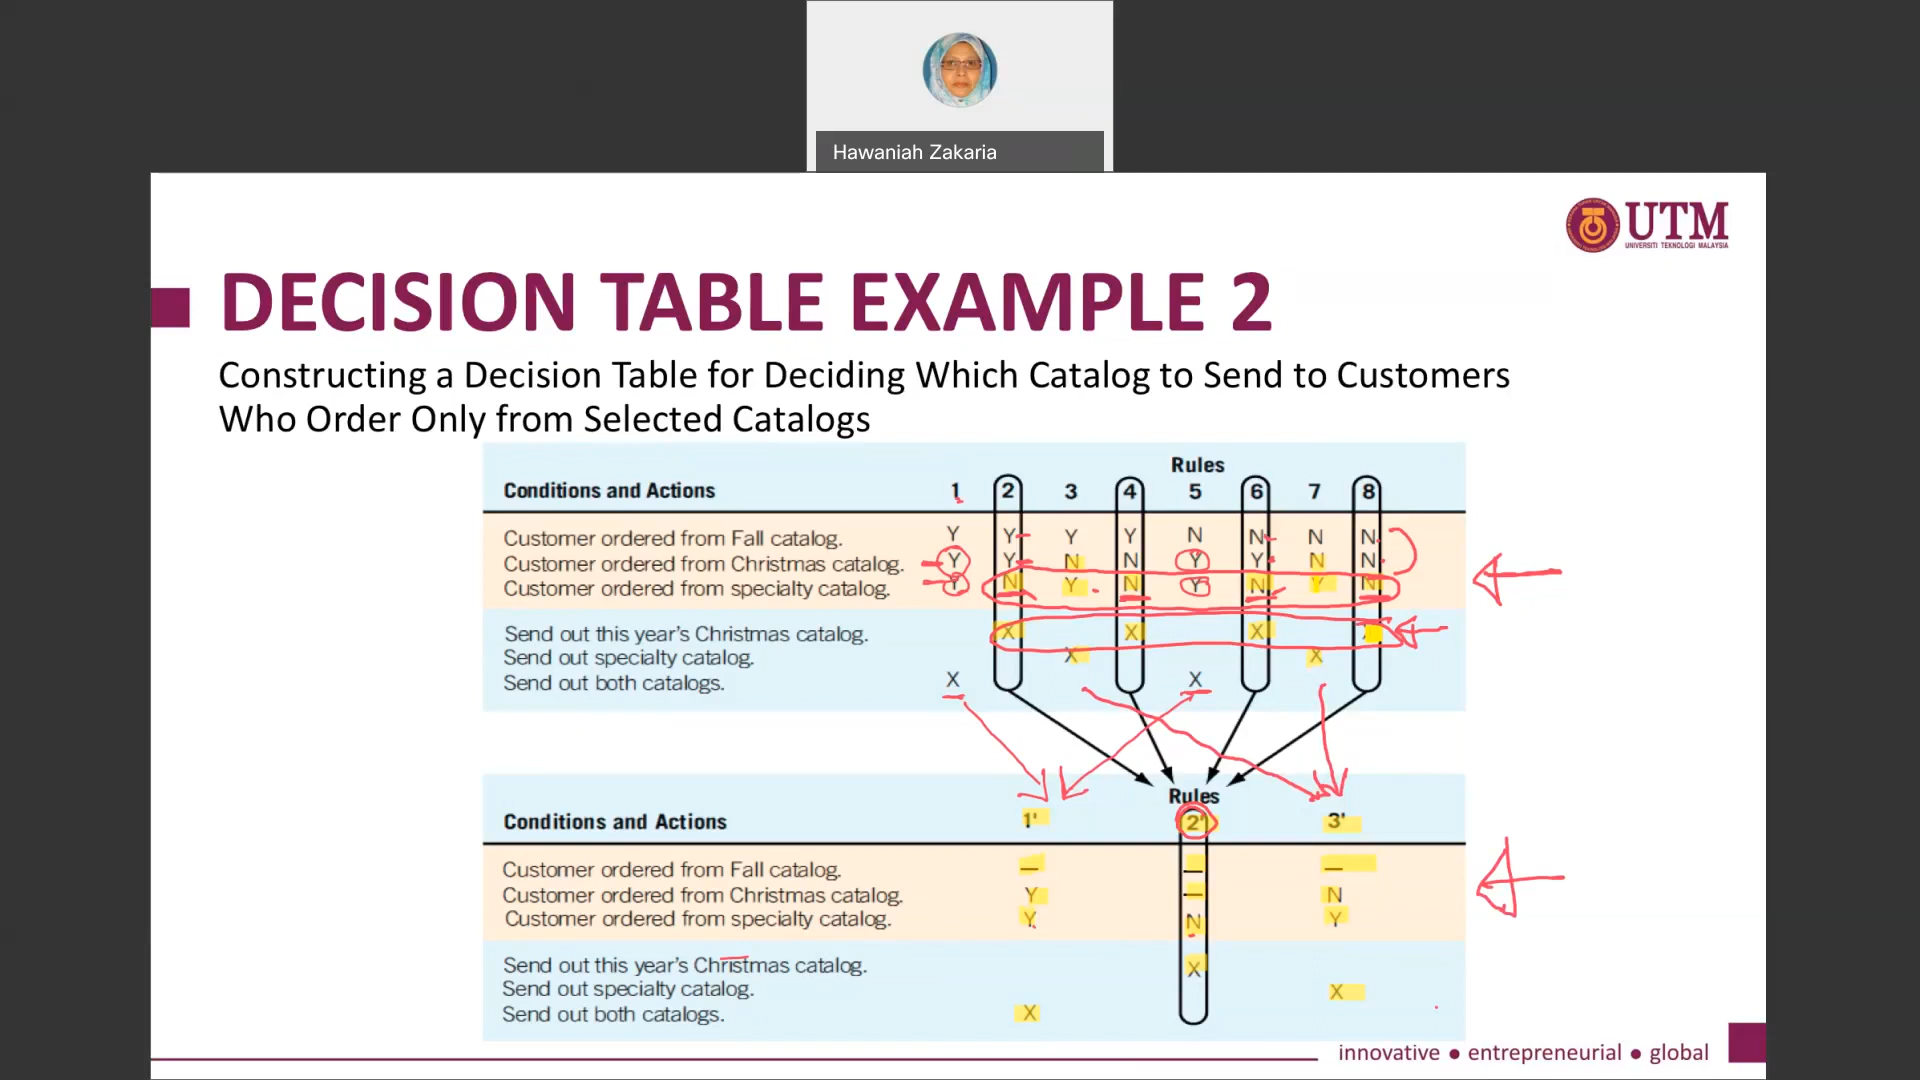 Hawaniah Zakaria
UTM
UNIVERSITI TEKNOLOGI MALAYSIA
DECISION TABLE EXAMPLE 2
Constructing a Decision Table for Deciding Which Catalog to Send to Customers
Who Order Only from Selected Catalogs
Rules
Conditions and Actions 1 2 3 4 5 6 7 8
Customer ordered from Fall catalog. Y Y Y Y N N N N
Customer ordered from Christmas catalog. Y Y N N Y Y N N
Customer ordered from specialty catalog. Y N Y N Y N Y N
Send out this year's Christmas catalog. X X X
Send out specialty catalog. X X
Send out both catalogs. X X
Rules
Conditions and Actions 1' 2' 3'
Customer ordered from Fall catalog. — — —
Customer ordered from Christmas catalog. Y — N
Customer ordered from specialty catalog. Y N Y
Send out this year's Christmas catalog. X
Send out specialty catalog. X
Send out both catalogs. X
innovative ● entrepreneurial ● global